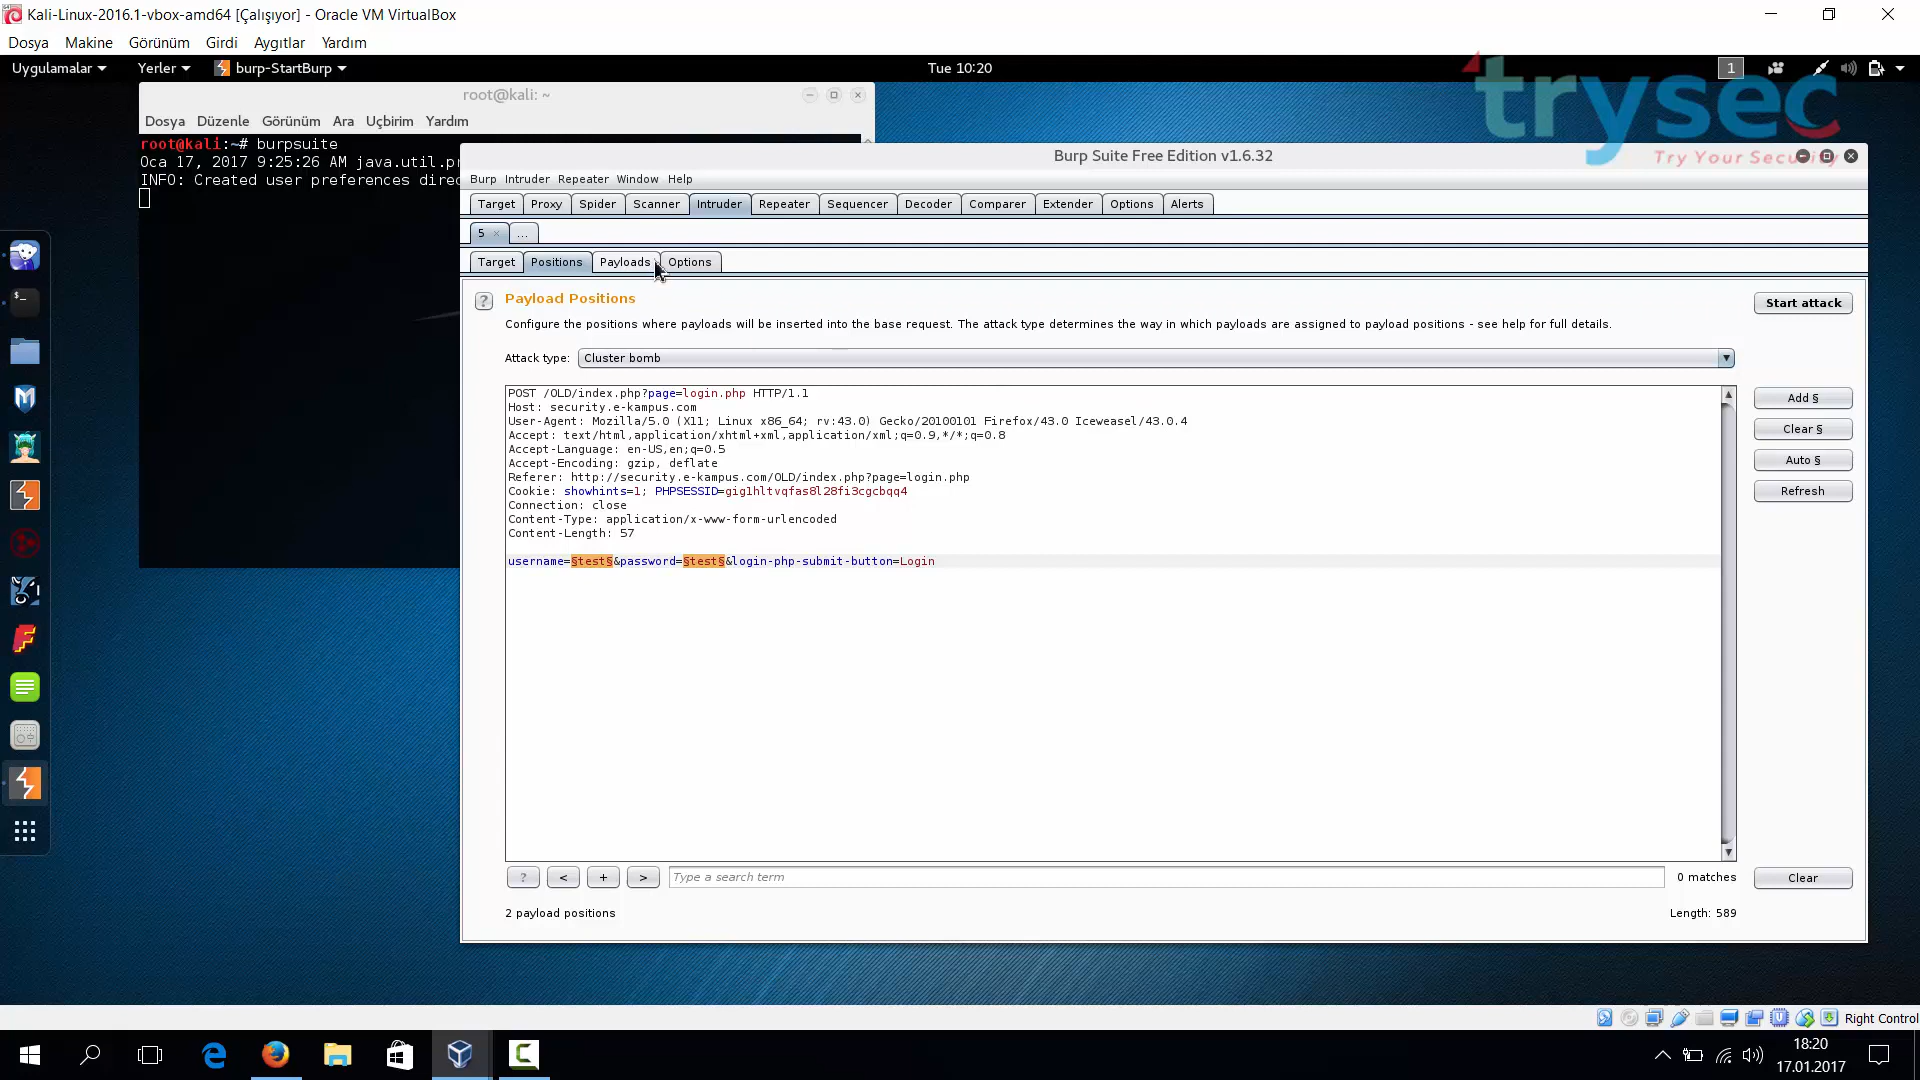 Kali-Linux-2016.1-vbox-amd64 [Çalışıyor] - Oracle VM VirtualBox
Dosya Makine Görünüm Girdi Aygıtlar Yardım
Uygulamalar Yerler burp-StartBurp Tue 10:20 1
trysec
Try Your Secu
root@kali: ~
Dosya Düzenle Görünüm Ara Uçbirim Yardım
root@kali:~# burpsuite
Oca 17, 2017 9:25:26 AM java.util.pr
INFO: Created user preferences direc
Burp Suite Free Edition v1.6.32
Burp Intruder Repeater Window Help
Target Proxy Spider Scanner Intruder Repeater Sequencer Decoder Comparer Extender Options Alerts
5 × ...
Target Positions Payloads Options
? Payload Positions
Start attack
Configure the positions where payloads will be inserted into the base request. The attack type determines the way in which payloads are assigned to payload positions - see help for full details.
Attack type: Cluster bomb
POST /OLD/index.php?page=login.php HTTP/1.1
Host: security.e-kampus.com
User-Agent: Mozilla/5.0 (X11; Linux x86_64; rv:43.0) Gecko/20100101 Firefox/43.0 Iceweasel/43.0.4
Accept: text/html,application/xhtml+xml,application/xml;q=0.9,*/*;q=0.8
Accept-Language: en-US,en;q=0.5
Accept-Encoding: gzip, deflate
Referer: http://security.e-kampus.com/OLD/index.php?page=login.php
Cookie: showhints=1; PHPSESSID=gig1hltvqfas8l28fi3cgcbqq4
Connection: close
Content-Type: application/x-www-form-urlencoded
Content-Length: 57
username=§test§&password=§test§&login-php-submit-button=Login
Add §
Clear §
Auto §
Refresh
? < + > Type a search term 0 matches Clear
2 payload positions Length: 589
Right Control
18:20
17.01.2017